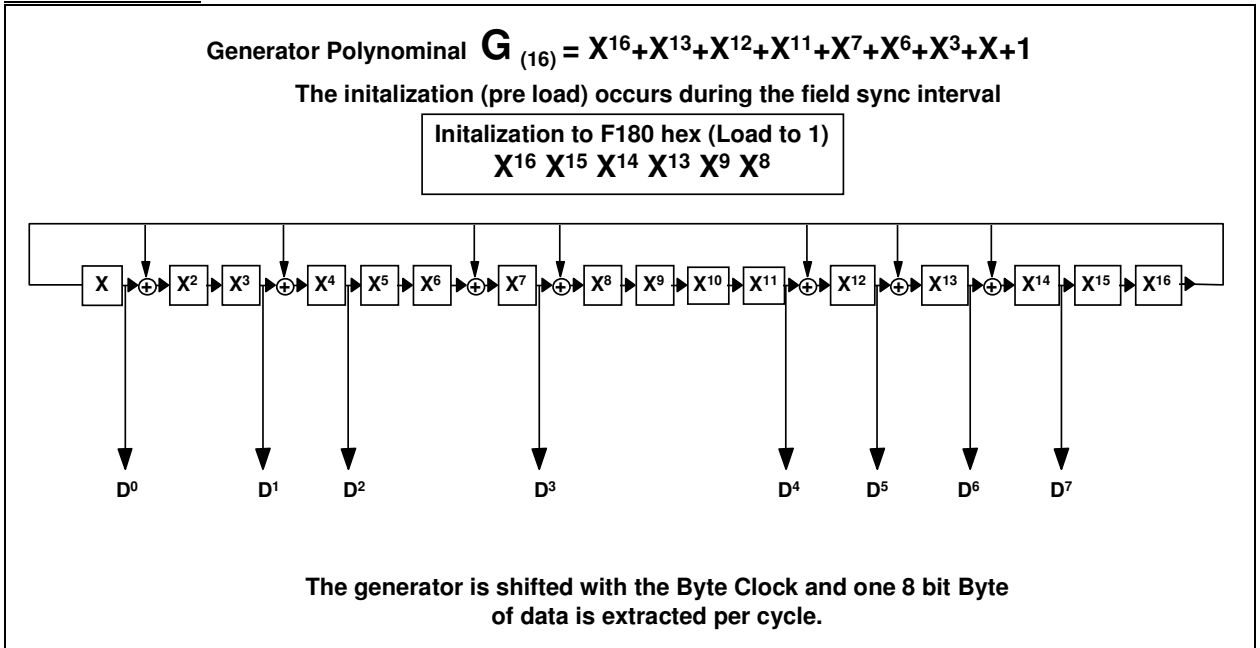 Generator Polynominal G (16) = X¹⁶+X¹³+X¹²+X¹¹+X⁷+X⁶+X³+X+1
The initalization (pre load) occurs during the field sync interval
Initalization to F180 hex (Load to 1)
X¹⁶ X¹⁵ X¹⁴ X¹³ X⁹ X⁸
X X² X³ X⁴ X⁵ X⁶ X⁷ X⁸ X⁹ X¹⁰ X¹¹ X¹² X¹³ X¹⁴ X¹⁵ X¹⁶
D⁰ D¹ D² D³ D⁴ D⁵ D⁶ D⁷
The generator is shifted with the Byte Clock and one 8 bit Byte
of data is extracted per cycle.